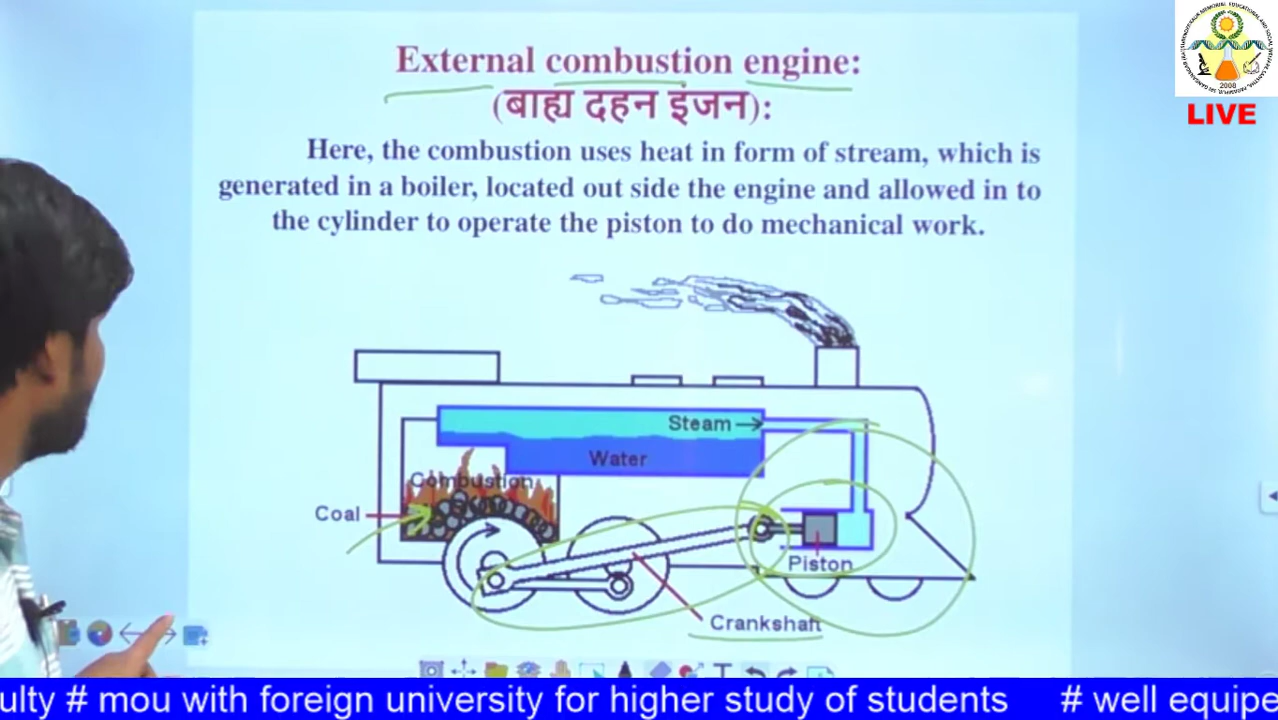 External combustion engine:
(बाह्य दहन इंजन):
LIVE
2008
Here, the combustion uses heat in form of stream, which is
generated in a boiler, located out side the engine and allowed in to
the cylinder to operate the piston to do mechanical work.
Steam
Water
Combustion
Coal
Piston
Crankshaft
ulty # mou with foreign university for higher study of students # well equipe